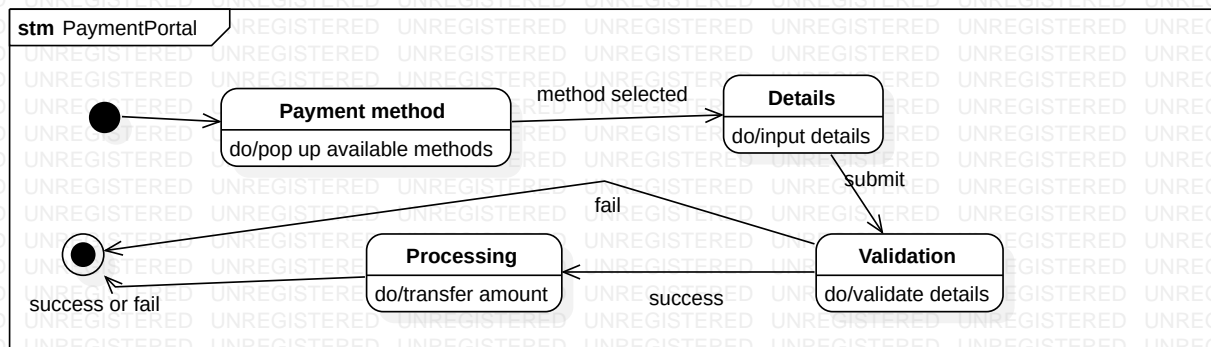 stm PaymentPortal
Payment method
do/pop up available methods
method selected
Details
do/input details
submit
fail
Processing
do/transfer amount
success
Validation
do/validate details
success or fail
UNREGISTERED